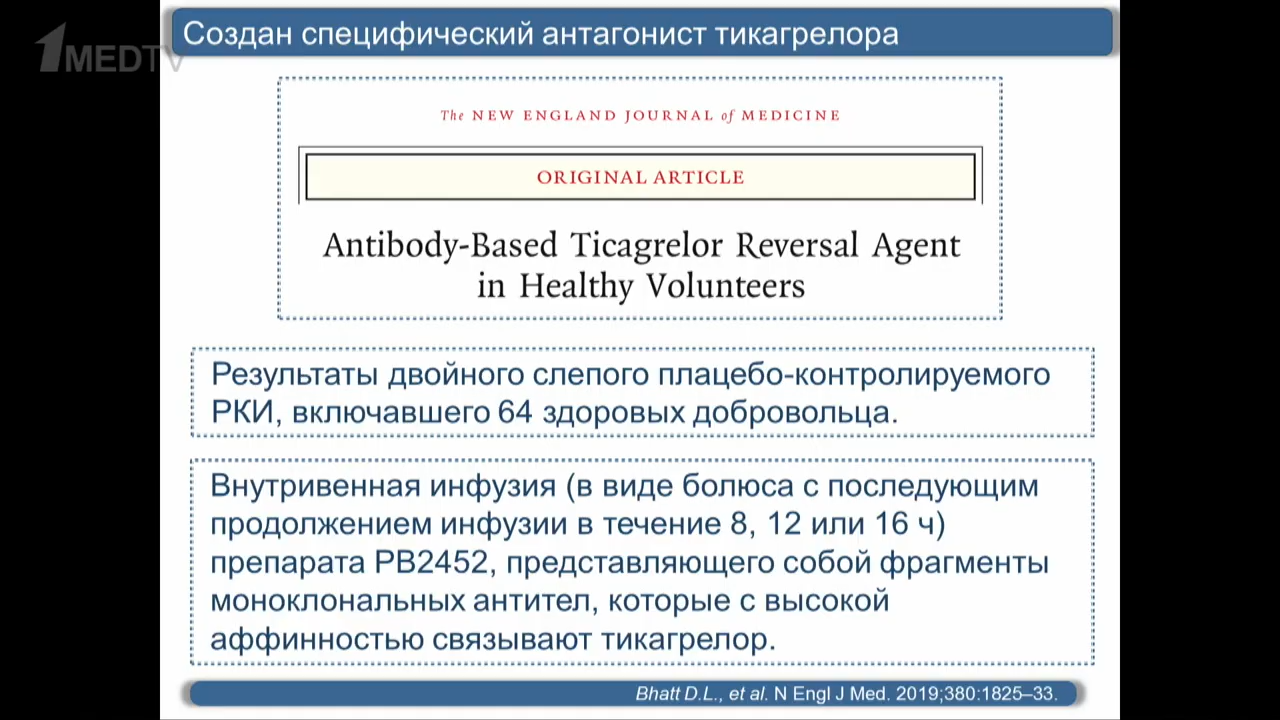 Создан специфический антагонист тикагрелора
1MEDTV
The NEW ENGLAND JOURNAL of MEDICINE
ORIGINAL ARTICLE
Antibody-Based Ticagrelor Reversal Agent
in Healthy Volunteers
Результаты двойного слепого плацебо-контролируемого
РКИ, включавшего 64 здоровых добровольца.
Внутривенная инфузия (в виде болюса с последующим
продолжением инфузии в течение 8, 12 или 16 ч)
препарата PB2452, представляющего собой фрагменты
моноклональных антител, которые с высокой
аффинностью связывают тикагрелор.
Bhatt D.L., et al. N Engl J Med. 2019;380:1825–33.